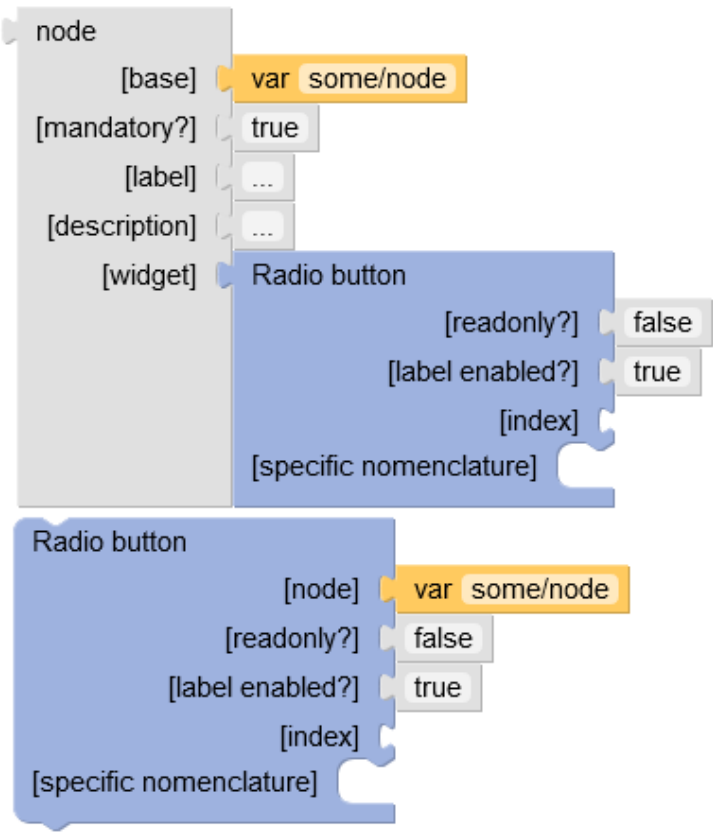 node
[base] var some/node
[mandatory?] true
[label] ...
[description] ...
[widget] Radio button
[readonly?] false
[label enabled?] true
[index]
[specific nomenclature]
Radio button
[node] var some/node
[readonly?] false
[label enabled?] true
[index]
[specific nomenclature]